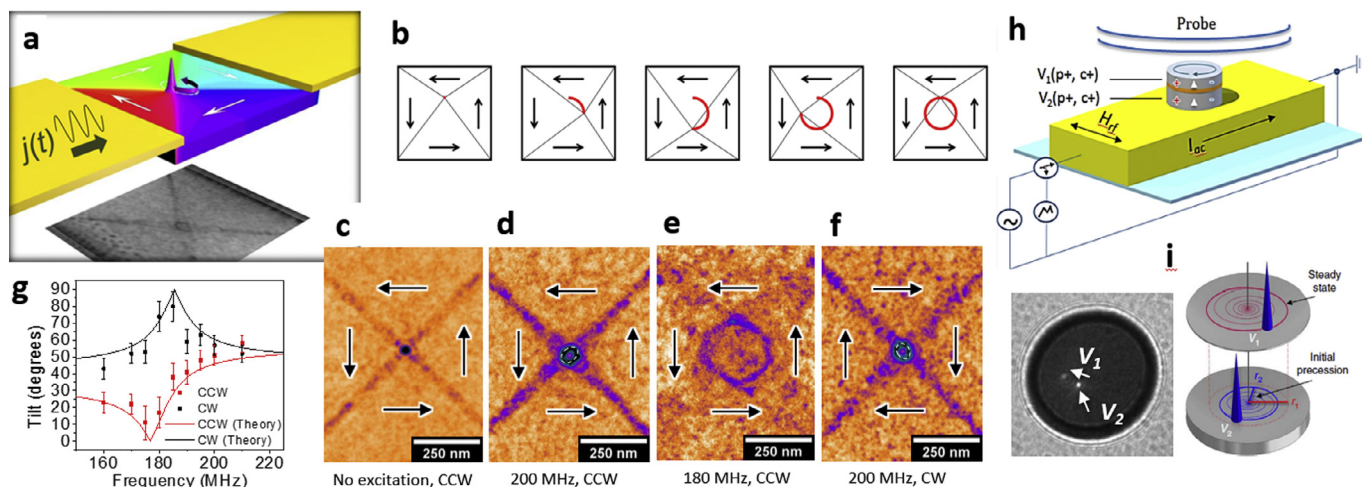 a
j(t)
b
h
Probe
V1(p+, c+)
V2(p+, c+)
Hrf
Iac
c
d
e
f
250 nm
250 nm
250 nm
250 nm
No excitation, CCW
200 MHz, CCW
180 MHz, CCW
200 MHz, CW
g
Tilt (degrees)
90
80
70
60
50
40
30
20
10
0
CCW
CW
CCW (Theory)
CW (Theory)
160
180
200
220
Frequency (MHz)
i
V1
V2
Steady
state
V1
Initial
precession
r2
r1
V2